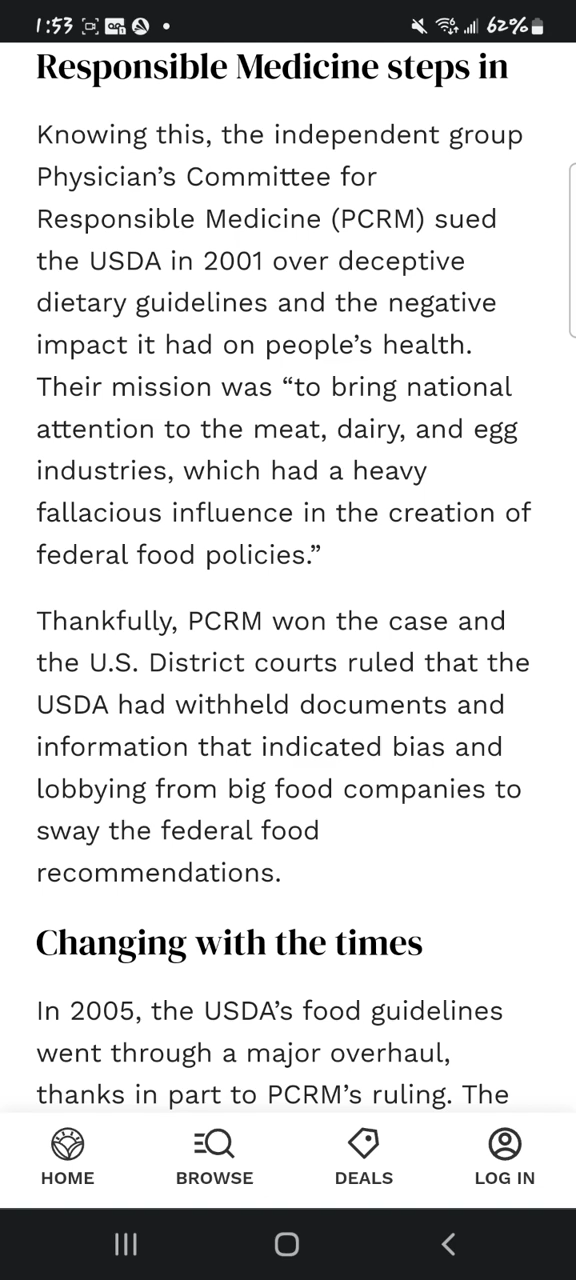 1:53
62%
Responsible Medicine steps in
Knowing this, the independent group
Physician’s Committee for
Responsible Medicine (PCRM) sued
the USDA in 2001 over deceptive
dietary guidelines and the negative
impact it had on people’s health.
Their mission was “to bring national
attention to the meat, dairy, and egg
industries, which had a heavy
fallacious influence in the creation of
federal food policies.”
Thankfully, PCRM won the case and
the U.S. District courts ruled that the
USDA had withheld documents and
information that indicated bias and
lobbying from big food companies to
sway the federal food
recommendations.
Changing with the times
In 2005, the USDA’s food guidelines
went through a major overhaul,
thanks in part to PCRM’s ruling. The
HOME BROWSE DEALS LOG IN